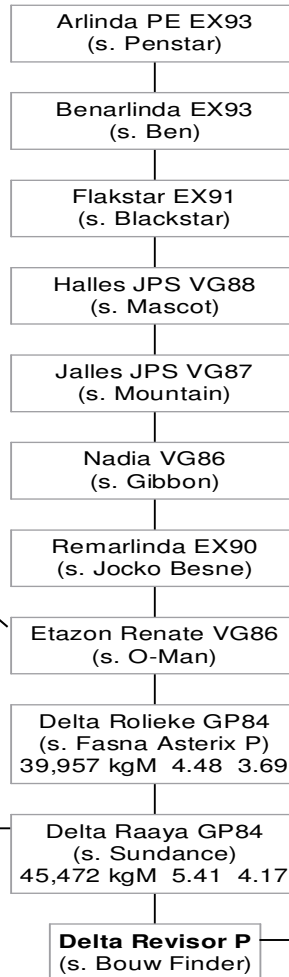 Arlinda PE EX93
(s. Penstar)
Benarlinda EX93
(s. Ben)
Flakstar EX91
(s. Blackstar)
Halles JPS VG88
(s. Mascot)
Jalles JPS VG87
(s. Mountain)
Nadia VG86
(s. Gibbon)
Remarlinda EX90
(s. Jocko Besne)
Etazon Renate VG86
(s. O-Man)
Delta Rolieke GP84
(s. Fasna Asterix P)
39,957 kgM 4.48 3.69
Delta Raaya GP84
(s. Sundance)
45,472 kgM 5.41 4.17
Delta Revisor P
(s. Bouw Finder)